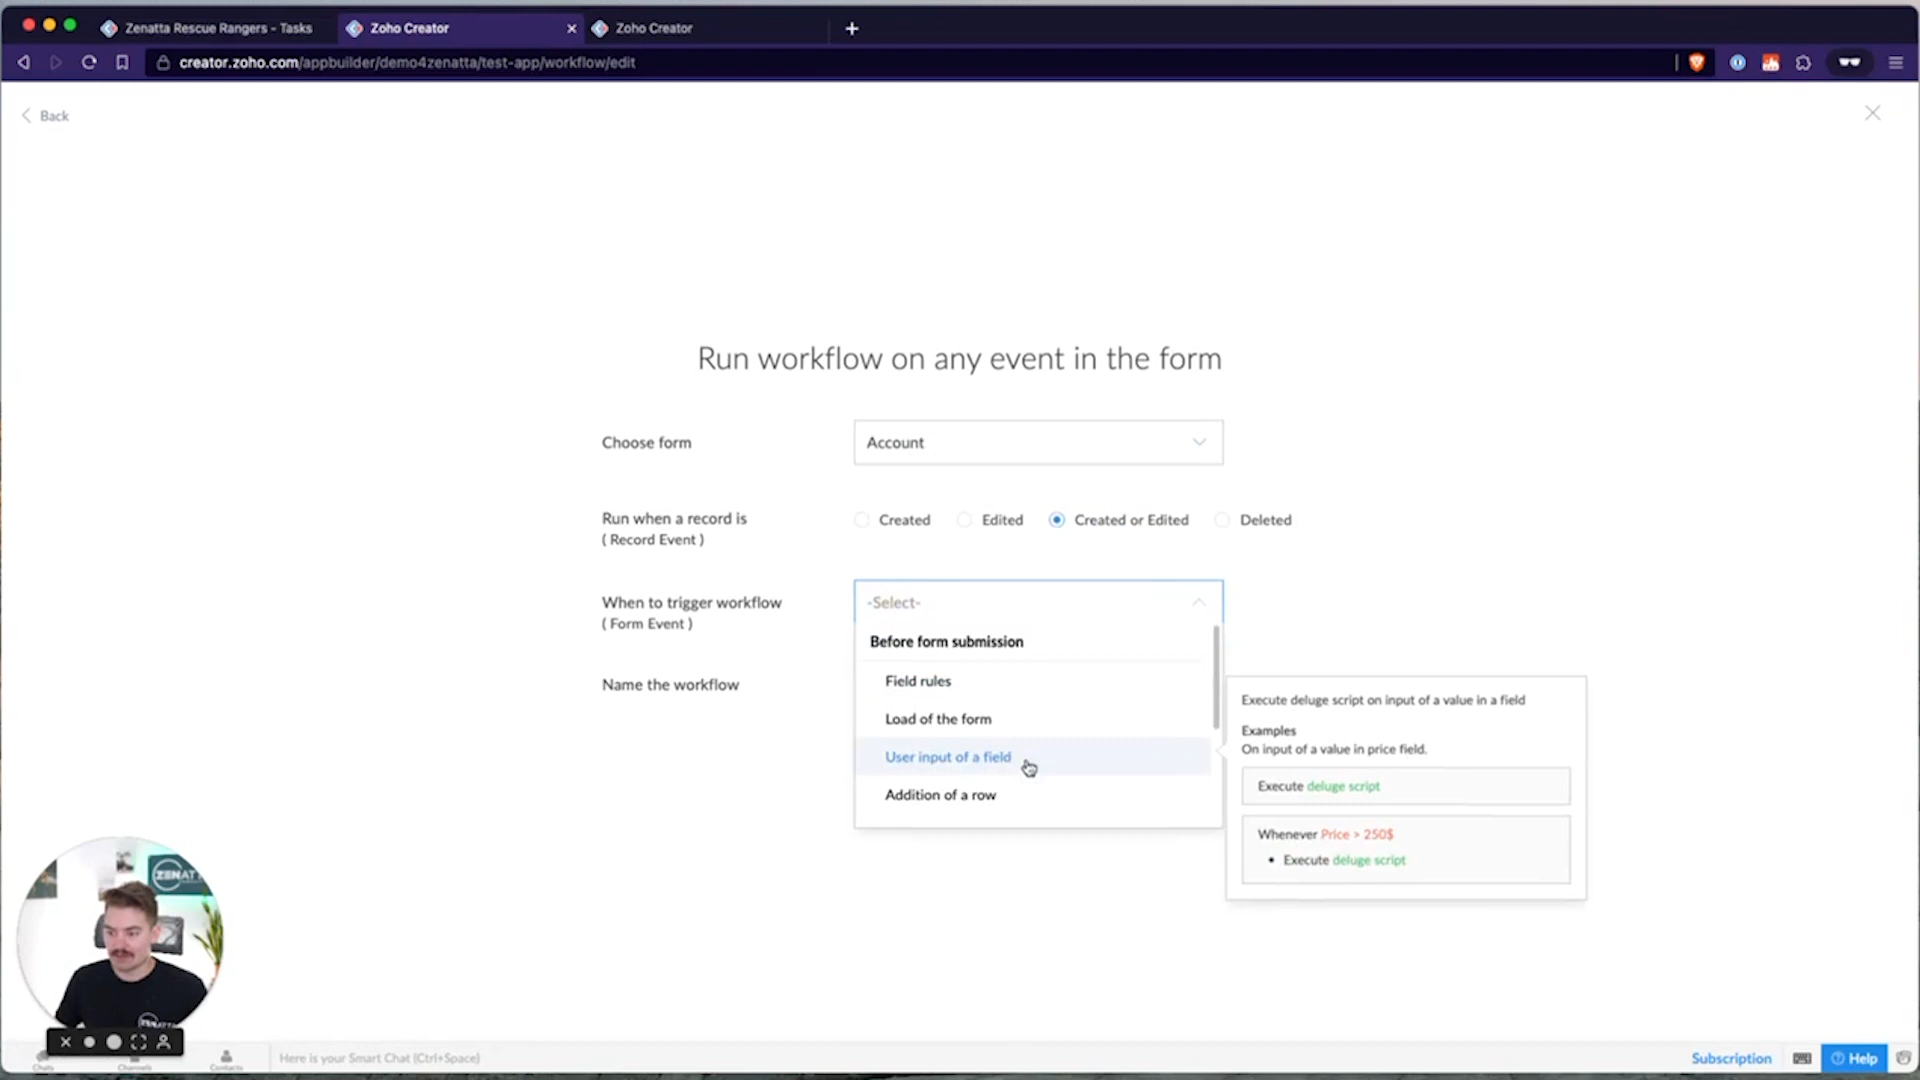 Zenatta Rescue Rangers - Tasks
Zoho Creator
Zoho Creator
creator.zoho.com/appbuilder/demo4zenatta/test-app/workflow/edit
Back
Run workflow on any event in the form
Choose form
Account
Run when a record is
( Record Event )
Created
Edited
Created or Edited
Deleted
When to trigger workflow
( Form Event )
-Select-
Before form submission
Field rules
Load of the form
User input of a field
Addition of a row
Name the workflow
Execute deluge script on input of a value in a field
Examples
On input of a value in price field.
Execute deluge script
Whenever Price > 250$
• Execute deluge script
Chats
Channels
Contacts
Here is your Smart Chat (Ctrl+Space)
Subscription
Help